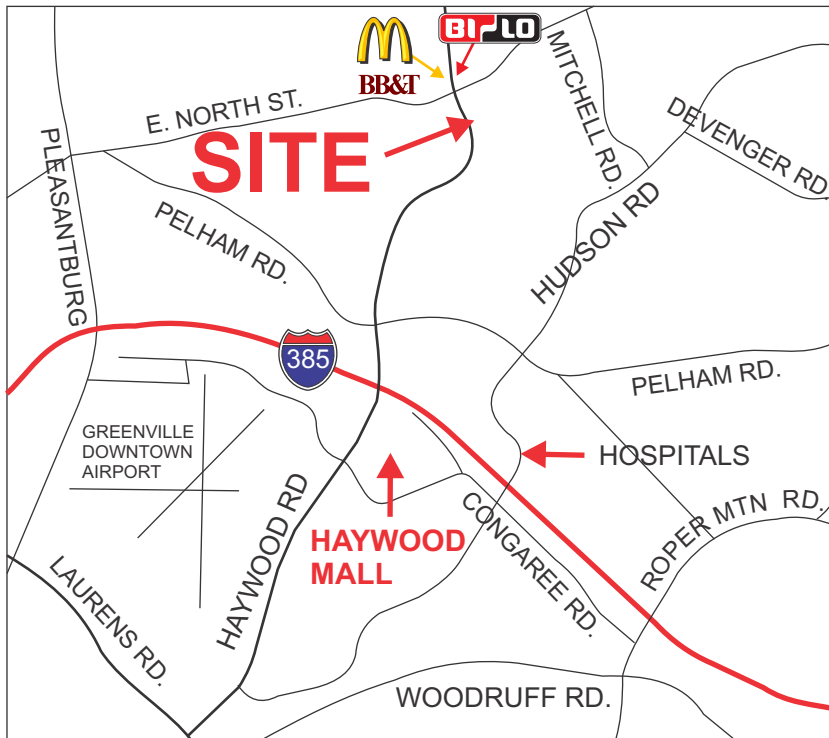 BI-LO
M
BB&T
E. NORTH ST.
MITCHELL RD.
DEVENGER RD.
SITE
PLEASANTBURG
PELHAM RD.
HUDSON RD
385
PELHAM RD.
GREENVILLE
DOWNTOWN
AIRPORT
HOSPITALS
HAYWOOD RD
HAYWOOD
MALL
CONGAREE RD.
ROPER MTN RD.
LAURENS RD.
WOODRUFF RD.